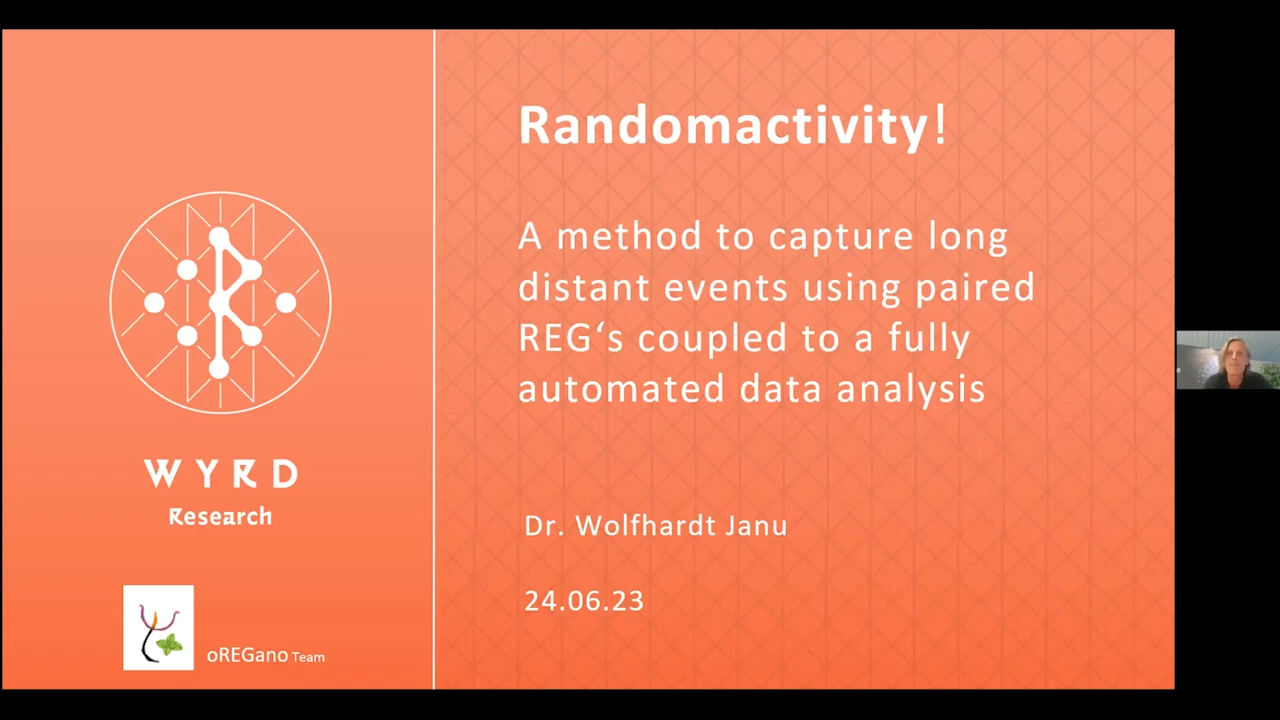 Randomactivity!
A method to capture long
distant events using paired
REG‘s coupled to a fully
automated data analysis
Dr. Wolfhardt Janu
24.06.23
WYRD
Research
oREGano Team